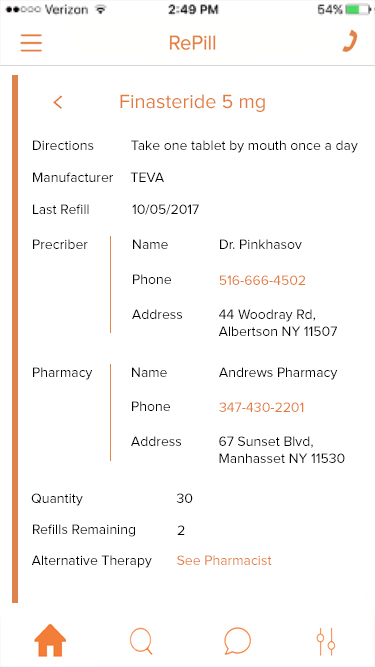 Verizon 2:49 PM 54%
RePill
Finasteride 5 mg
Directions Take one tablet by mouth once a day
Manufacturer TEVA
Last Refill 10/05/2017
Precriber Name Dr. Pinkhasov
Phone 516-666-4502
Address 44 Woodray Rd,
Albertson NY 11507
Pharmacy Name Andrews Pharmacy
Phone 347-430-2201
Address 67 Sunset Blvd,
Manhasset NY 11530
Quantity 30
Refills Remaining 2
Alternative Therapy See Pharmacist